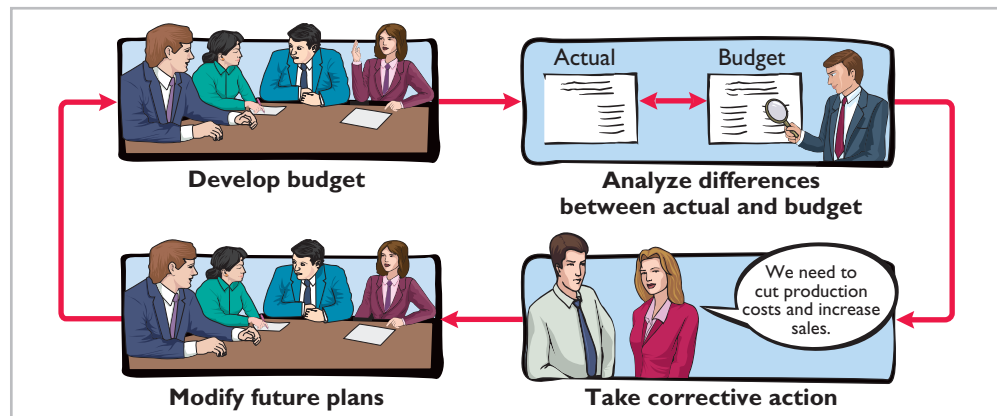 Actual
Budget
Develop budget
Analyze differences
between actual and budget
We need to
cut production
costs and increase
sales.
Modify future plans
Take corrective action